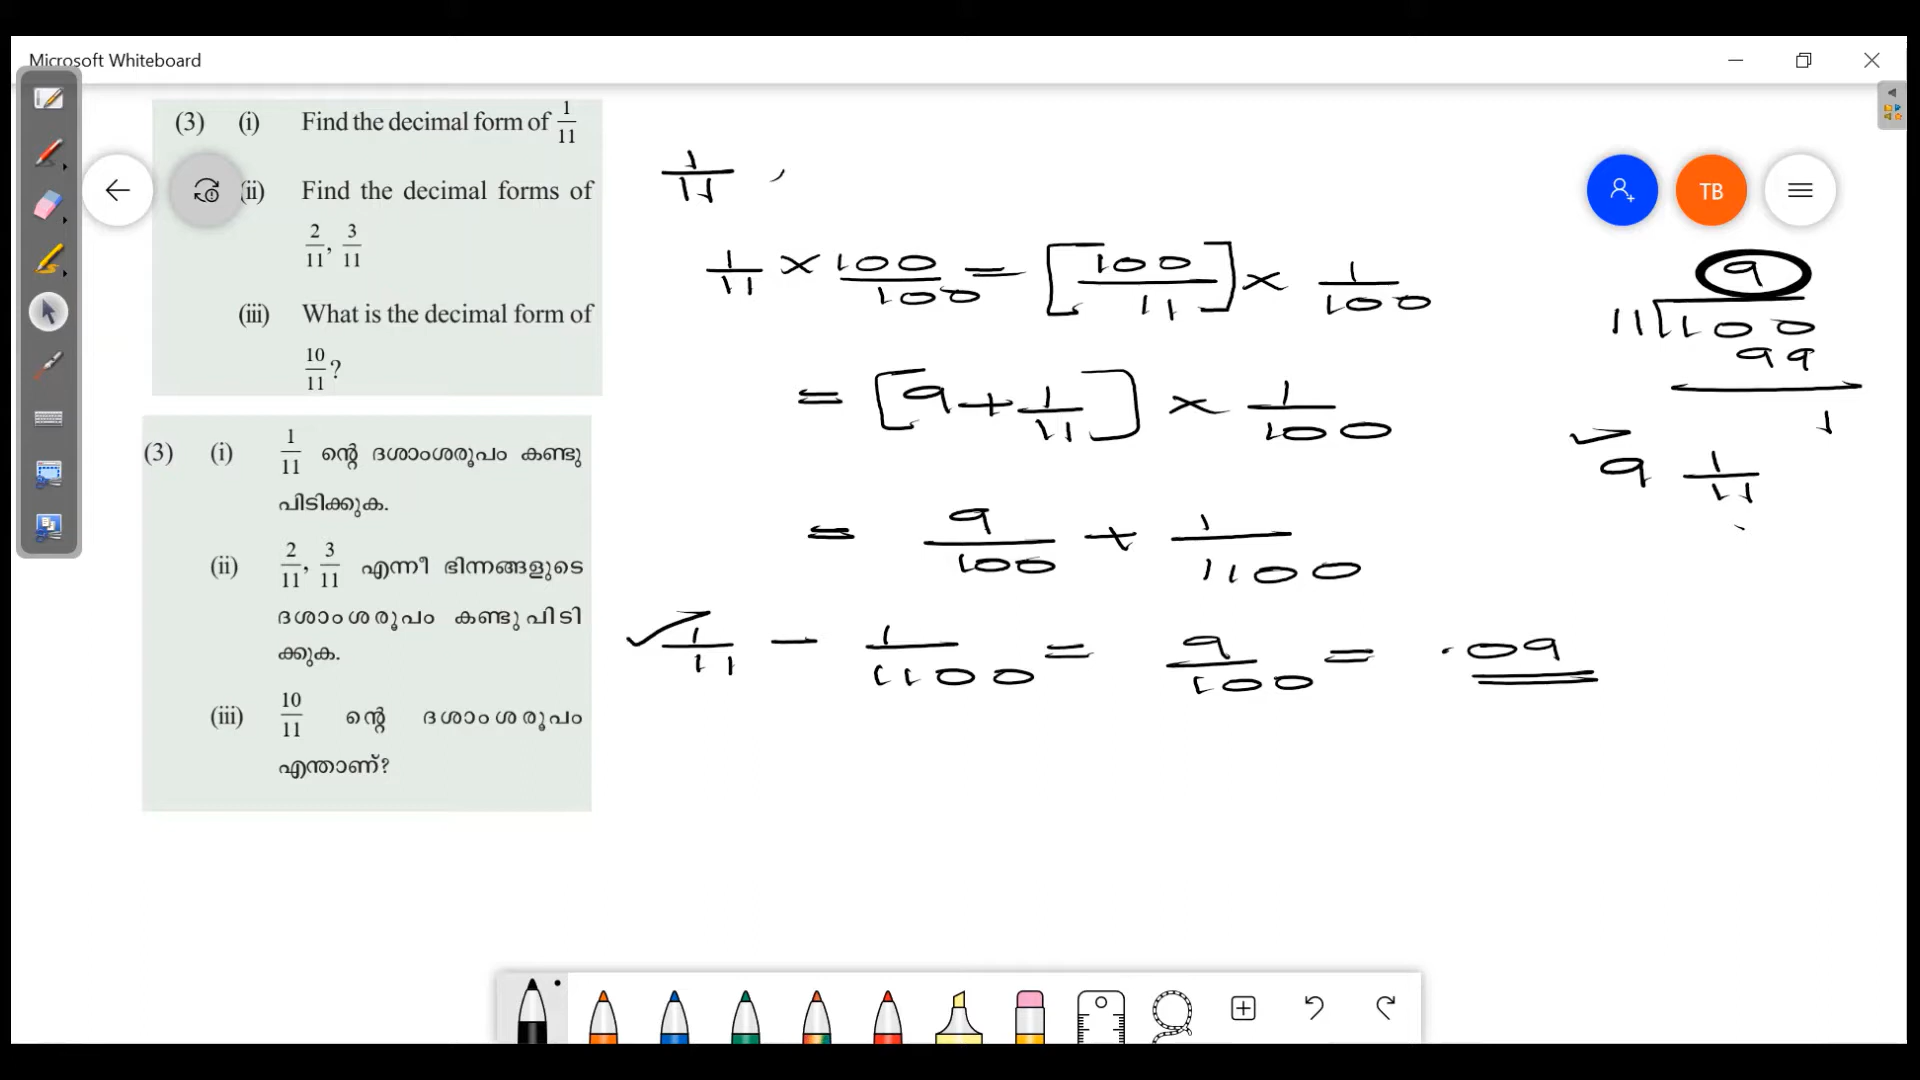 Microsoft Whiteboard
(3) (i) Find the decimal form of 1/11
(ii) Find the decimal forms of
2/11, 3/11
(iii) What is the decimal form of
10/11?
(3) (i) 1/11 ന്റെ ദശാംശരൂപം കണ്ടു
പിടിക്കുക.
(ii) 2/11, 3/11 എന്നീ ഭിന്നങ്ങളുടെ
ദശാംശരൂപം കണ്ടുപിടി
ക്കുക.
(iii) 10/11 ന്റെ ദശാംശരൂപം
എന്താണ്?
TB
1/11 ,
1/11 × 100/100 = [100/11] × 1/100
= [9 + 1/11] × 1/100
= 9/100 + 1/1100
✓ 1/11 − 1/1100 = 9/100 = .09
9
11 100
99
1
✓
9 1/11